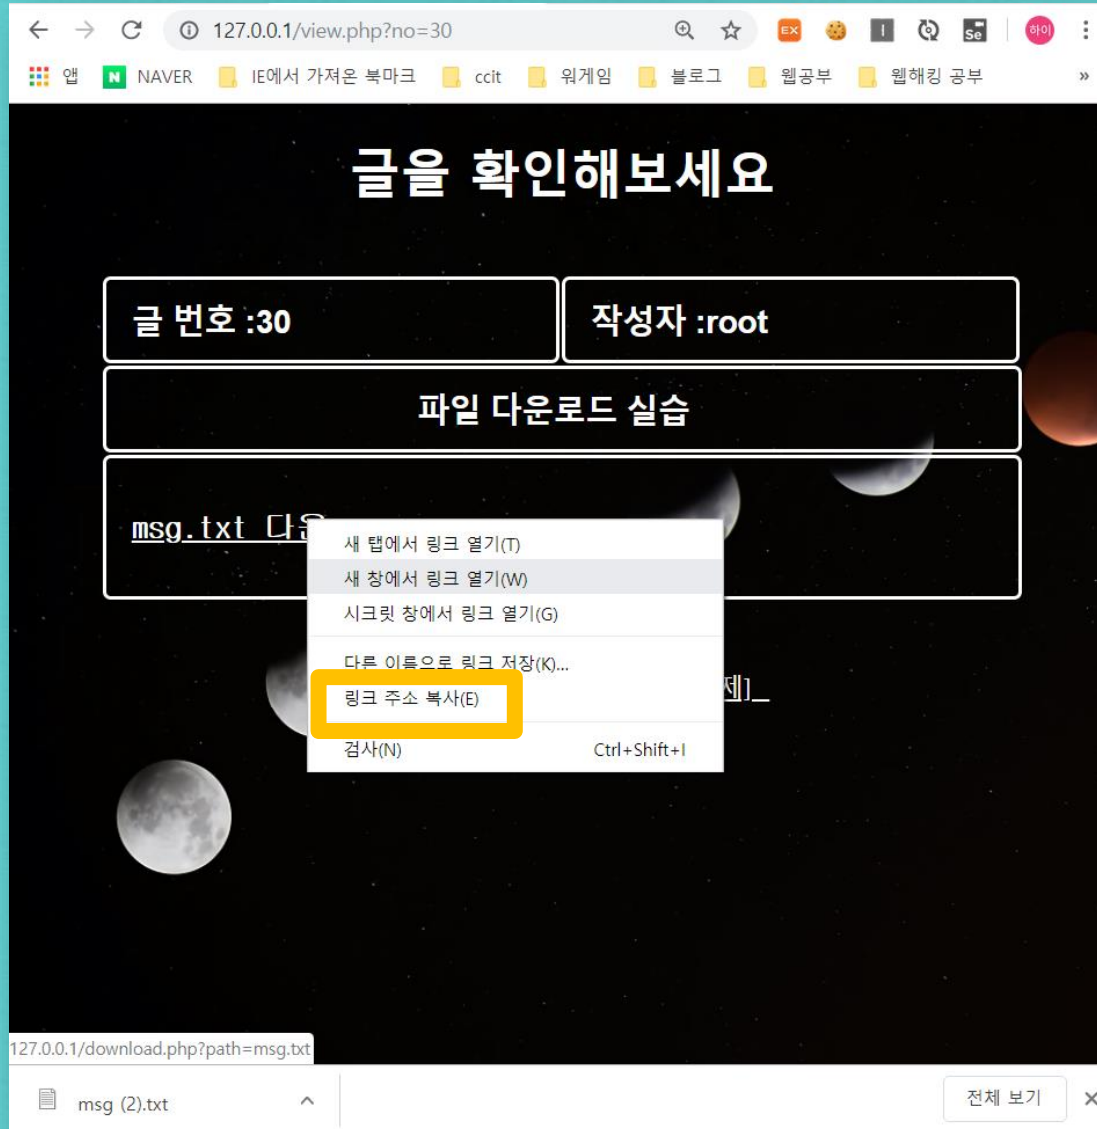 127.0.0.1/view.php?no=30
EX
Se
하이
앱
N NAVER
IE에서 가져온 북마크
ccit
워게임
블로그
웹공부
웹해킹 공부
»
글을 확인해보세요
글 번호 :30
작성자 :root
파일 다운로드 실습
msg.txt
새 탭에서 링크 열기(T)
새 창에서 링크 열기(W)
시크릿 창에서 링크 열기(G)
다른 이름으로 링크 저장(K)...
링크 주소 복사(E)
검사(N) Ctrl+Shift+I
제]
127.0.0.1/download.php?path=msg.txt
msg (2).txt
전체 보기